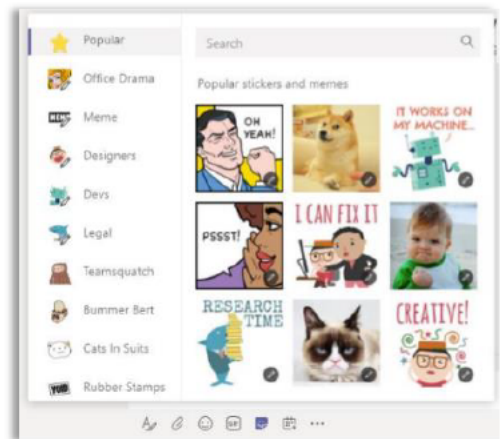 Popular
Office Drama
Meme
Designers
Devs
Legal
Teamsquatch
Bummer Bert
Cats In Suits
Rubber Stamps
Search
Popular stickers and memes
OH
YEAH!
IT WORKS ON
MY MACHINE...
PSSST!
I CAN FIX IT
RESEARCH
TIME
CREATIVE!
GIF